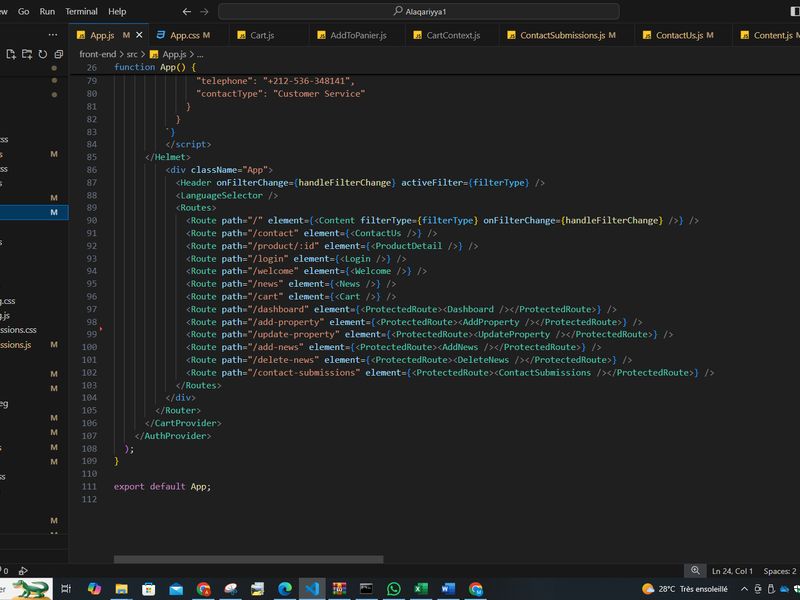 ew Go Run Terminal Help
Alaqariyya1
App.js M
App.css M
Cart.js
AddToPanier.js
CartContext.js
ContactSubmissions.js M
ContactUs.js M
Content.js M
front-end > src > App.js > ...
26 function App() {
79 "telephone": "+212-536-348141",
80 "contactType": "Customer Service"
81 }
82 }
83 `}
84 </script>
85 </Helmet>
86 <div className="App">
87 <Header onFilterChange={handleFilterChange} activeFilter={filterType} />
88 <LanguageSelector />
89 <Routes>
90 <Route path="/" element={<Content filterType={filterType} onFilterChange={handleFilterChange} />} />
91 <Route path="/contact" element={<ContactUs />} />
92 <Route path="/product/:id" element={<ProductDetail />} />
93 <Route path="/login" element={<Login />} />
94 <Route path="/welcome" element={<Welcome />} />
95 <Route path="/news" element={<News />} />
96 <Route path="/cart" element={<Cart />} />
97 <Route path="/dashboard" element={<ProtectedRoute><Dashboard /></ProtectedRoute>} />
98 <Route path="/add-property" element={<ProtectedRoute><AddProperty /></ProtectedRoute>} />
99 <Route path="/update-property" element={<ProtectedRoute><UpdateProperty /></ProtectedRoute>} />
100 <Route path="/add-news" element={<ProtectedRoute><AddNews /></ProtectedRoute>} />
101 <Route path="/delete-news" element={<ProtectedRoute><DeleteNews /></ProtectedRoute>} />
102 <Route path="/contact-submissions" element={<ProtectedRoute><ContactSubmissions /></ProtectedRoute>} />
103 </Routes>
104 </div>
105 </Router>
106 </CartProvider>
107 </AuthProvider>
108 );
109 }
110
111 export default App;
112
ss
s M
ss
s
M
M
s
g.css
g.js
ssions.css
ssions.js M
M
M
eg
M
M
s M
M
ss
M
0
Ln 24, Col 1 Spaces: 2
er
28°C Très ensoleillé